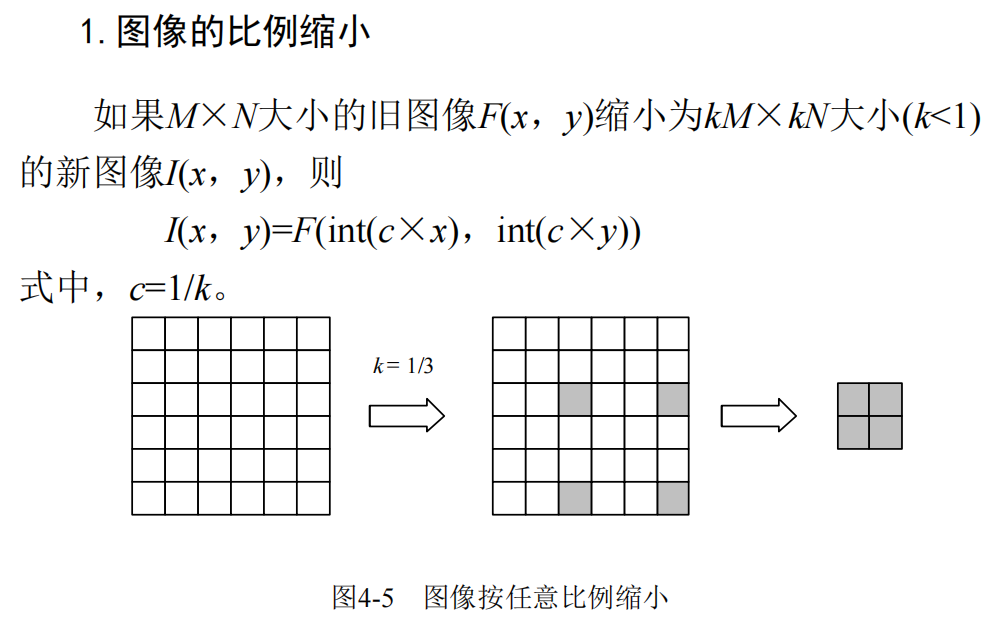 1.图像的比例缩小
如果M×N大小的旧图像F(x，y)缩小为kM×kN大小(k<1)
的新图像I(x，y)，则
I(x，y)=F(int(c×x)，int(c×y))
式中，c=1/k。
k= 1/3
图4-5 图像按任意比例缩小